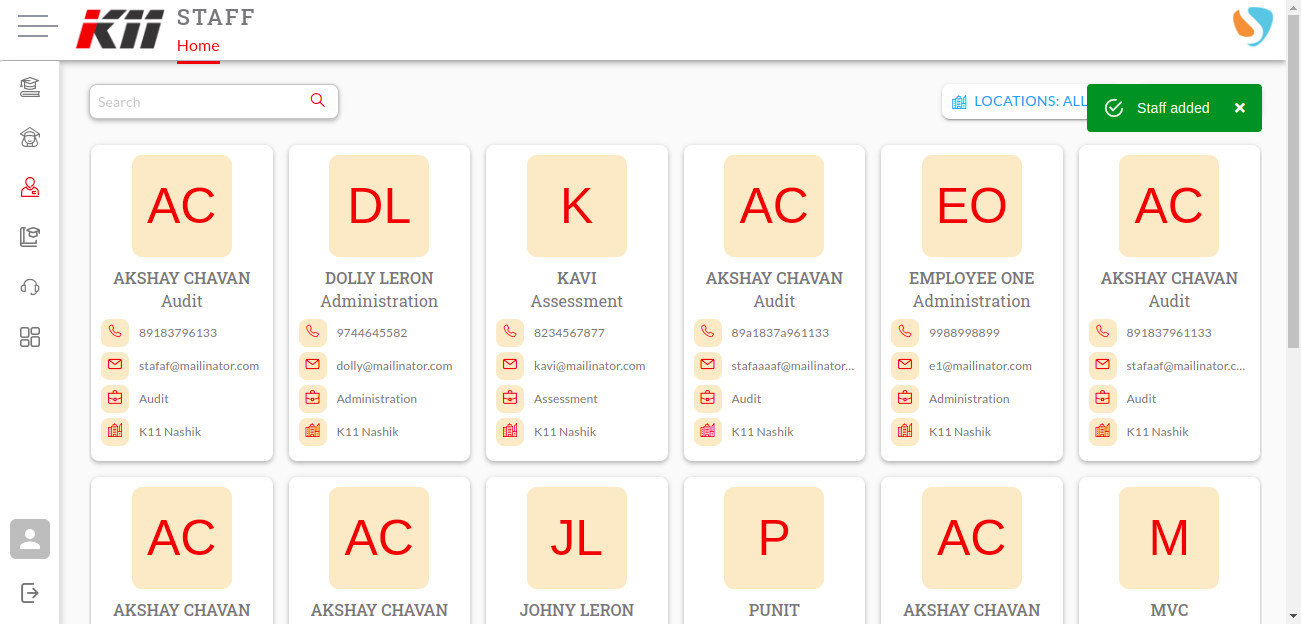 K11
STAFF
Home
Search
LOCATIONS: ALL
Staff added
AC
DL
K
AC
EO
AC
AKSHAY CHAVAN
DOLLY LERON
KAVI
AKSHAY CHAVAN
EMPLOYEE ONE
AKSHAY CHAVAN
Audit
Administration
Assessment
Audit
Administration
Audit
89183796133
9744645582
8234567877
89a1837a961133
9988998899
891837961133
stafaf@mailinator.com
dolly@mailinator.com
kavi@mailinator.com
stafaaaaf@mailinator...
e1@mailinator.com
stafaaf@mailinator.c...
Audit
Administration
Assessment
Audit
Administration
Audit
K11 Nashik
K11 Nashik
K11 Nashik
K11 Nashik
K11 Nashik
K11 Nashik
AC
AC
JL
P
AC
M
AKSHAY CHAVAN
AKSHAY CHAVAN
JOHNY LERON
PUNIT
AKSHAY CHAVAN
MVC